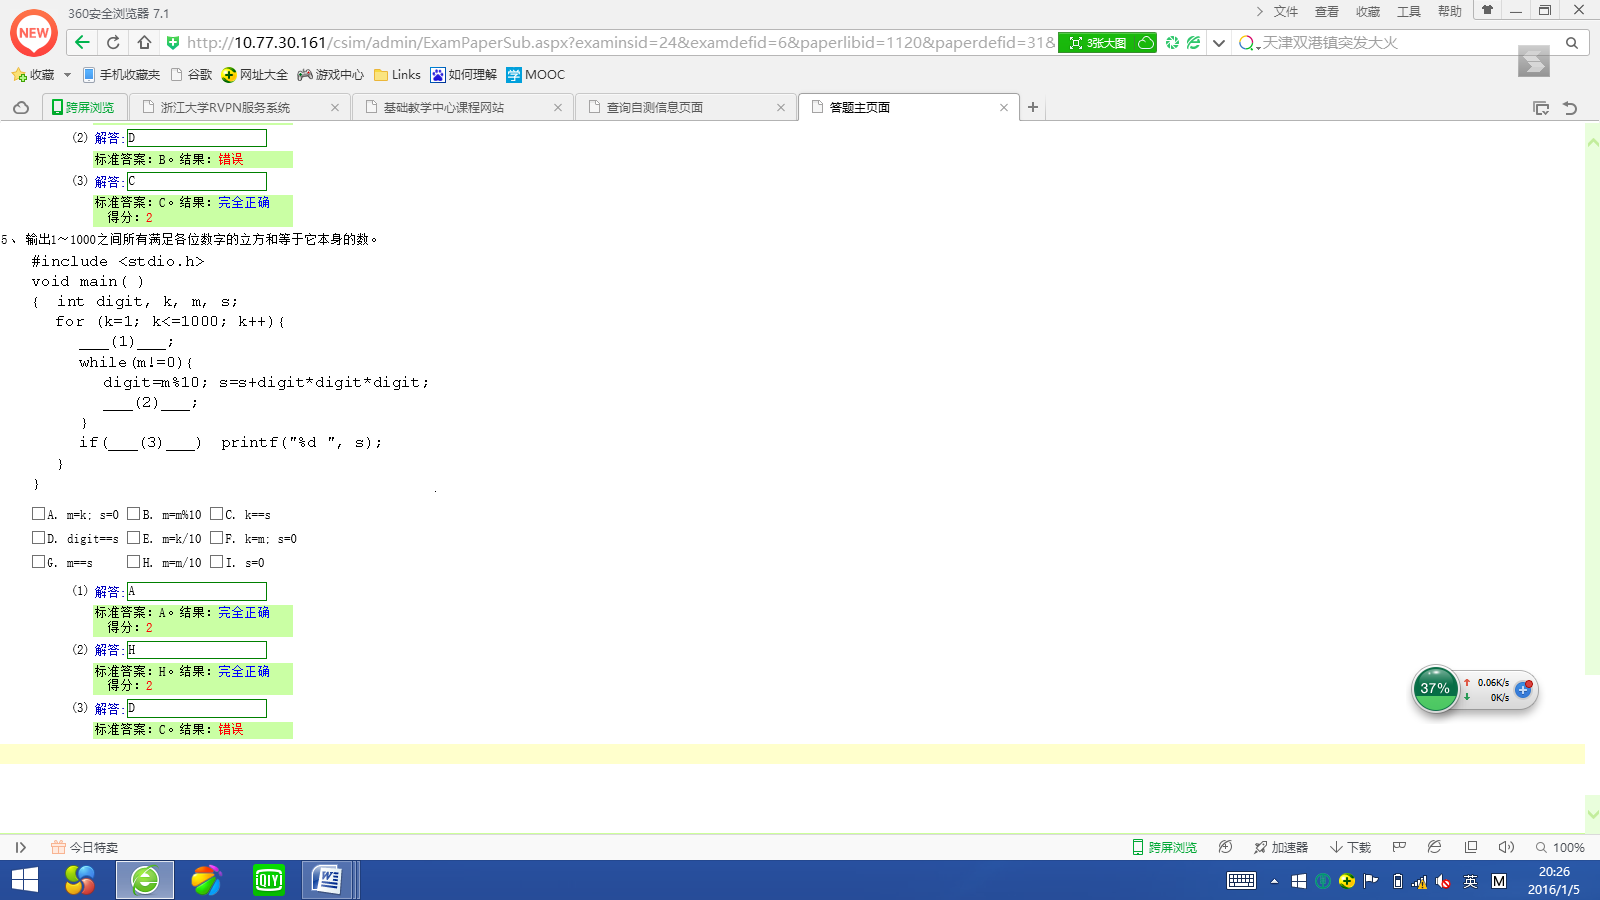 360安全浏览器 7.1
文件 查看 收藏 工具 帮助
NEW
http://10.77.30.161/csim/admin/ExamPaperSub.aspx?examinsid=24&examdefid=6&paperlibid=1120&paperdefid=31& 3张大图 天津双港镇突发大火
收藏 手机收藏夹 谷歌 网址大全 游戏中心 Links 如何理解 学 MOOC
跨屏浏览 浙江大学RVPN服务系统 基础教学中心课程网站 查询自测信息页面 答题主页面
(2) 解答:D
标准答案: B。结果: 错误
(3) 解答:C
标准答案: C。结果: 完全正确
得分: 2
5、输出1～1000之间所有满足各位数字的立方和等于它本身的数。
#include <stdio.h>
void main( )
{ int digit, k, m, s;
for (k=1; k<=1000; k++){
___(1)___;
while(m!=0){
digit=m%10; s=s+digit*digit*digit;
___(2)___;
}
if(___(3)___) printf("%d ", s);
}
}
A. m=k; s=0 B. m=m%10 C. k==s
D. digit==s E. m=k/10 F. k=m; s=0
G. m==s H. m=m/10 I. s=0
(1) 解答:A
标准答案: A。结果: 完全正确
得分: 2
(2) 解答:H
标准答案: H。结果: 完全正确
得分: 2
(3) 解答:D
标准答案: C。结果: 错误
37% 0.06K/s
0K/s
今日特卖 跨屏浏览 加速器 下载 100%
QIY 英 M 20:26
2016/1/5